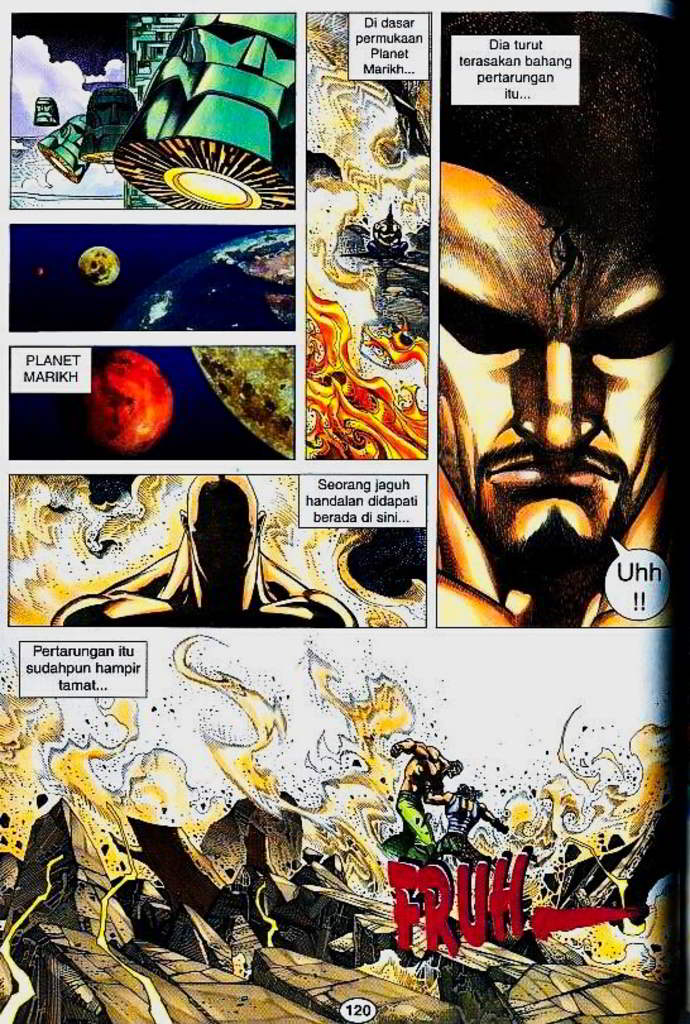 Di dasar
permukaan
Planet
Marikh...
Dia turut
terasakan bahang
pertarungan
itu...
PLANET
MARIKH
Seorang jaguh
handalan didapati
berada di sini...
Uhh
!!
Pertarungan itu
sudahpun hampir
tamat...
FRUH
120